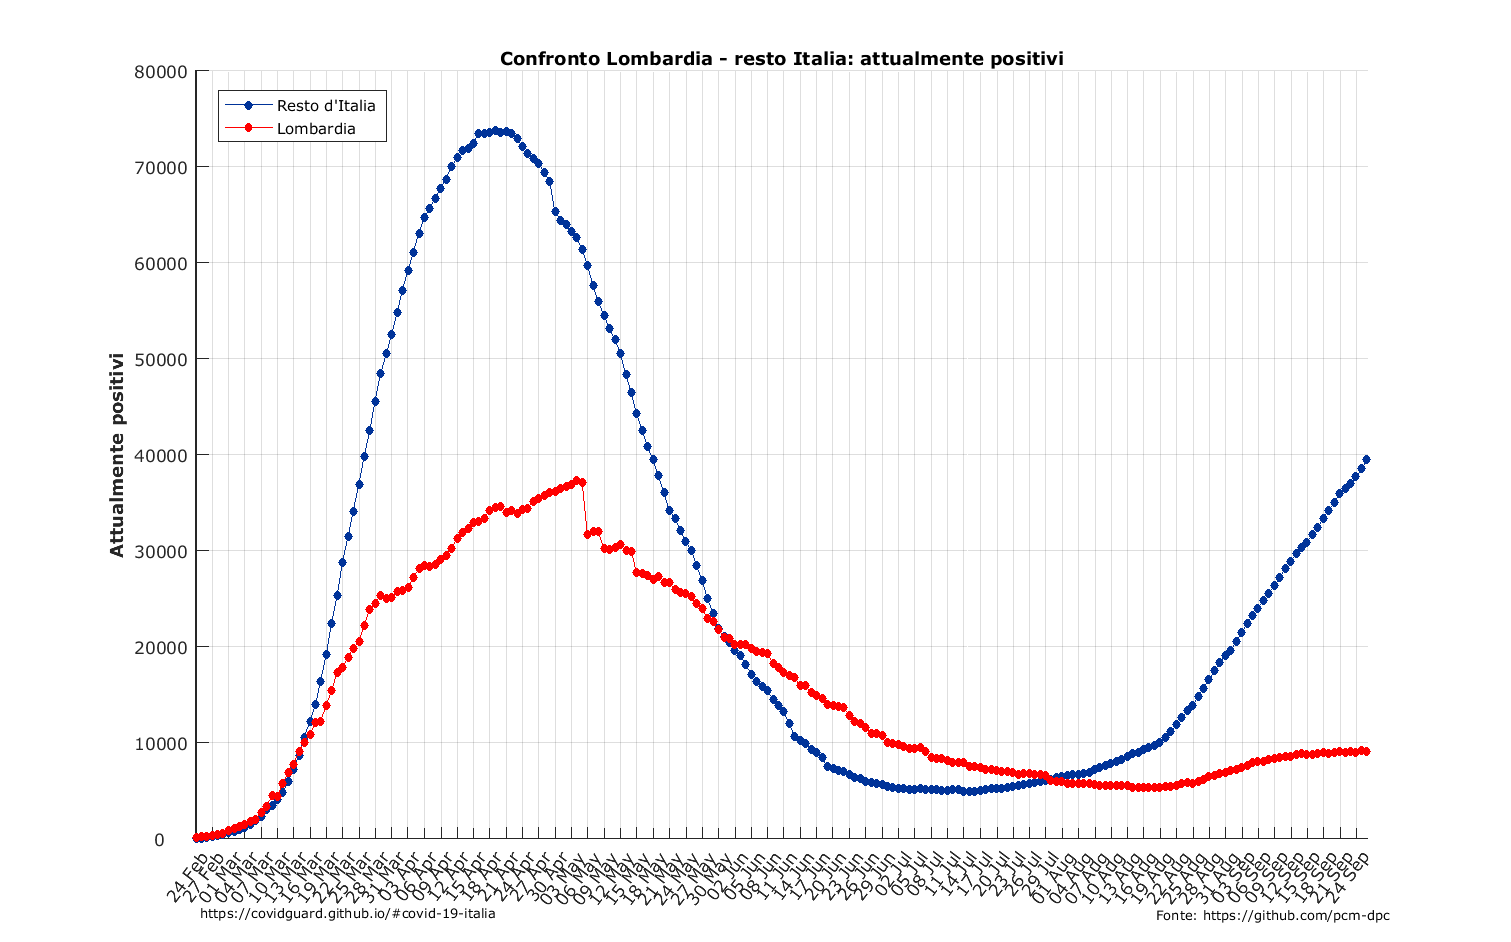 Confronto Lombardia - resto Italia: attualmente positivi
80000
70000
60000
50000
40000
30000
20000
10000
0
Attualmente positivi
Resto d'Italia
Lombardia
24 Feb
27 Feb
01 Mar
04 Mar
07 Mar
10 Mar
13 Mar
16 Mar
19 Mar
22 Mar
25 Mar
28 Mar
31 Mar
03 Apr
06 Apr
09 Apr
12 Apr
15 Apr
18 Apr
21 Apr
24 Apr
27 Apr
30 Apr
03 May
06 May
09 May
12 May
15 May
18 May
21 May
24 May
27 May
30 May
02 Jun
05 Jun
08 Jun
11 Jun
14 Jun
17 Jun
20 Jun
23 Jun
26 Jun
29 Jun
02 Jul
05 Jul
08 Jul
11 Jul
14 Jul
17 Jul
20 Jul
23 Jul
26 Jul
29 Jul
01 Aug
04 Aug
07 Aug
10 Aug
13 Aug
16 Aug
19 Aug
22 Aug
25 Aug
28 Aug
31 Aug
03 Sep
06 Sep
09 Sep
12 Sep
15 Sep
18 Sep
21 Sep
24 Sep
https://covidguard.github.io/#covid-19-italia
Fonte: https://github.com/pcm-dpc